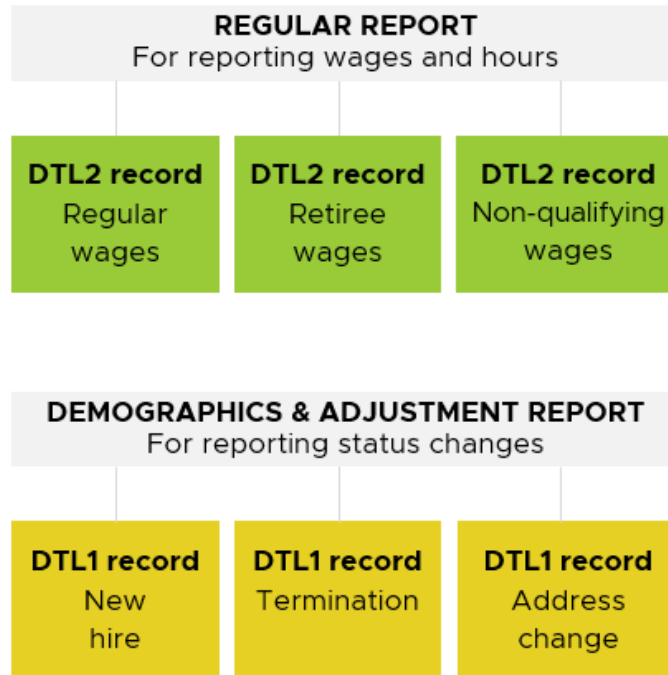 REGULAR REPORT
For reporting wages and hours
DTL2 record
Regular
wages
DTL2 record
Retiree
wages
DTL2 record
Non-qualifying
wages
DEMOGRAPHICS & ADJUSTMENT REPORT
For reporting status changes
DTL1 record
New
hire
DTL1 record
Termination
DTL1 record
Address
change